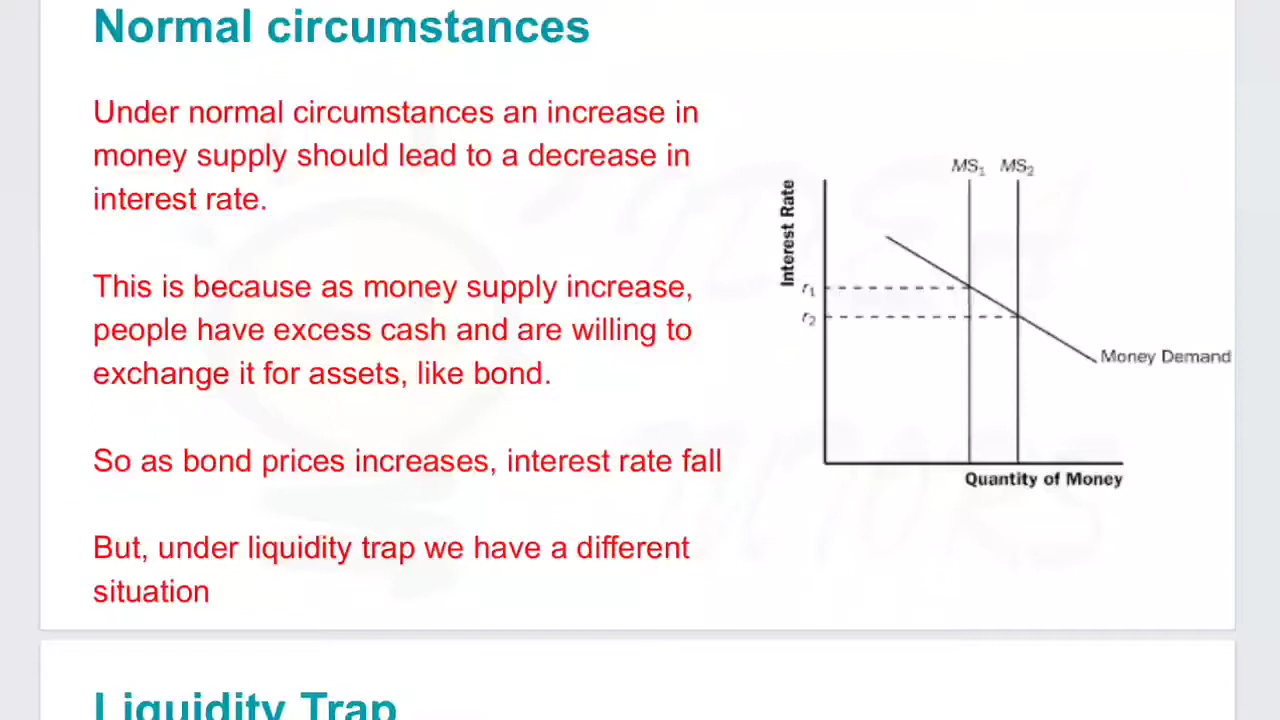 Normal circumstances
Under normal circumstances an increase in
money supply should lead to a decrease in
interest rate.
This is because as money supply increase,
people have excess cash and are willing to
exchange it for assets, like bond.
So as bond prices increases, interest rate fall
But, under liquidity trap we have a different
situation
MS₁ MS₂
Interest Rate
r₁
r₂
Money Demand
Quantity of Money
Liquidity Trap